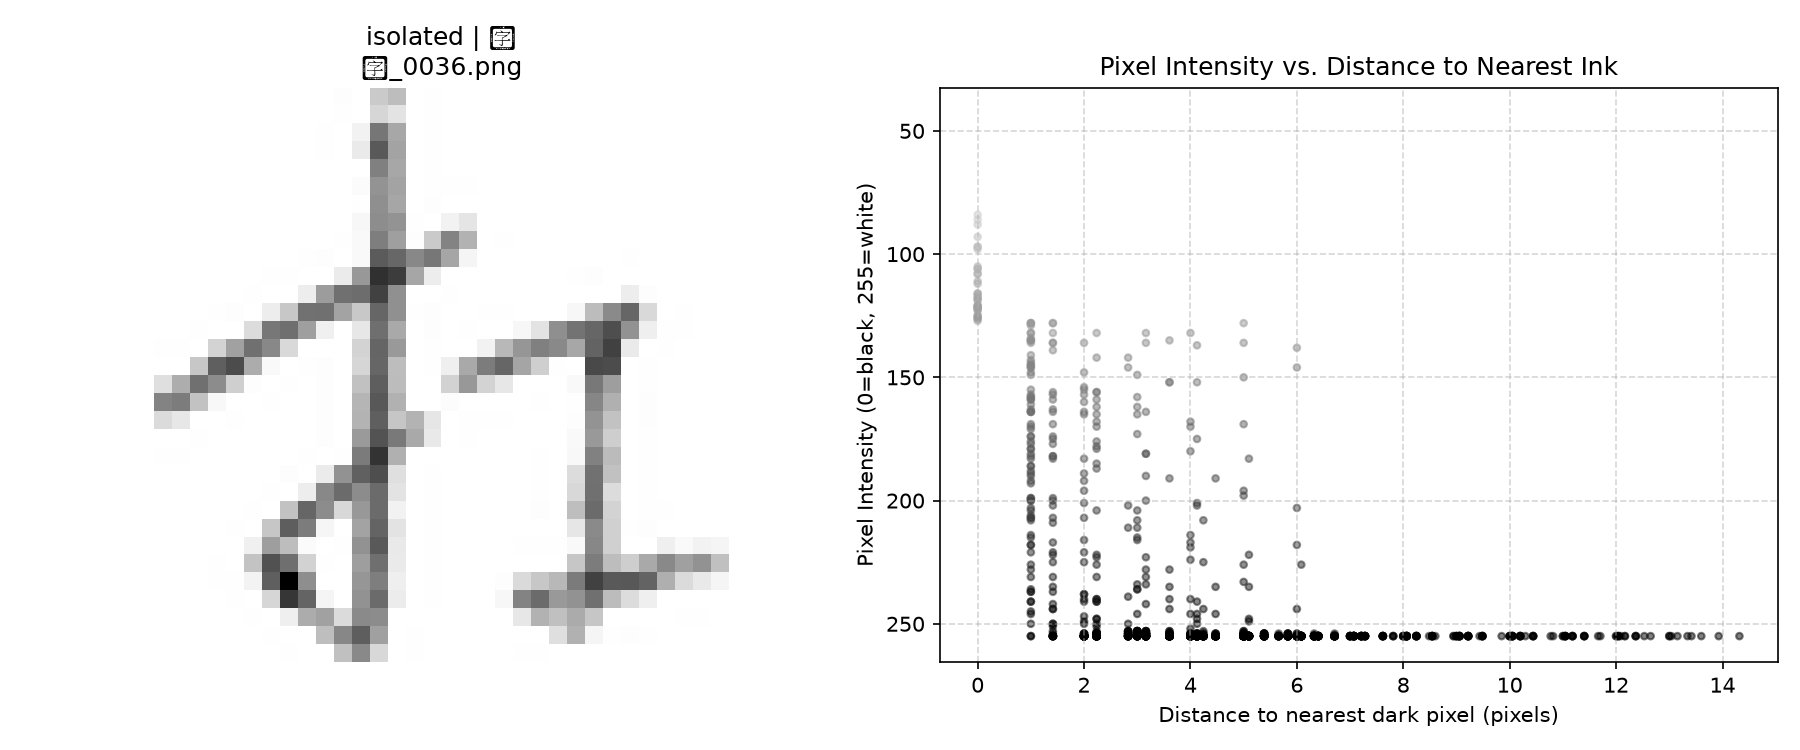 isolated |
_0036.png
扛
Pixel Intensity vs. Distance to Nearest Ink
Pixel Intensity (0=black, 255=white)
50
100
150
200
250
0 2 4 6 8 10 12 14
Distance to nearest dark pixel (pixels)